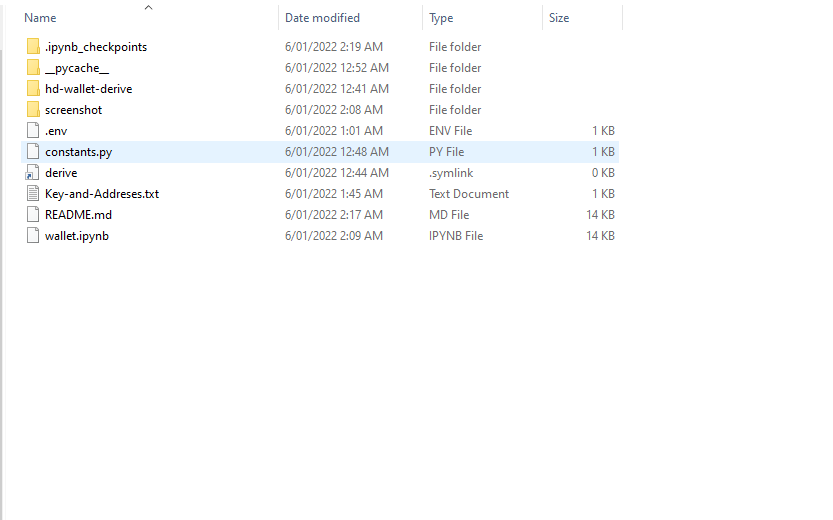 Name Date modified Type Size
.ipynb_checkpoints 6/01/2022 2:19 AM File folder
__pycache__ 6/01/2022 12:52 AM File folder
hd-wallet-derive 6/01/2022 12:41 AM File folder
screenshot 6/01/2022 2:08 AM File folder
.env 6/01/2022 1:01 AM ENV File 1 KB
constants.py 6/01/2022 12:48 AM PY File 1 KB
derive 6/01/2022 12:44 AM .symlink 0 KB
Key-and-Addreses.txt 6/01/2022 1:45 AM Text Document 1 KB
README.md 6/01/2022 2:17 AM MD File 14 KB
wallet.ipynb 6/01/2022 2:09 AM IPYNB File 14 KB